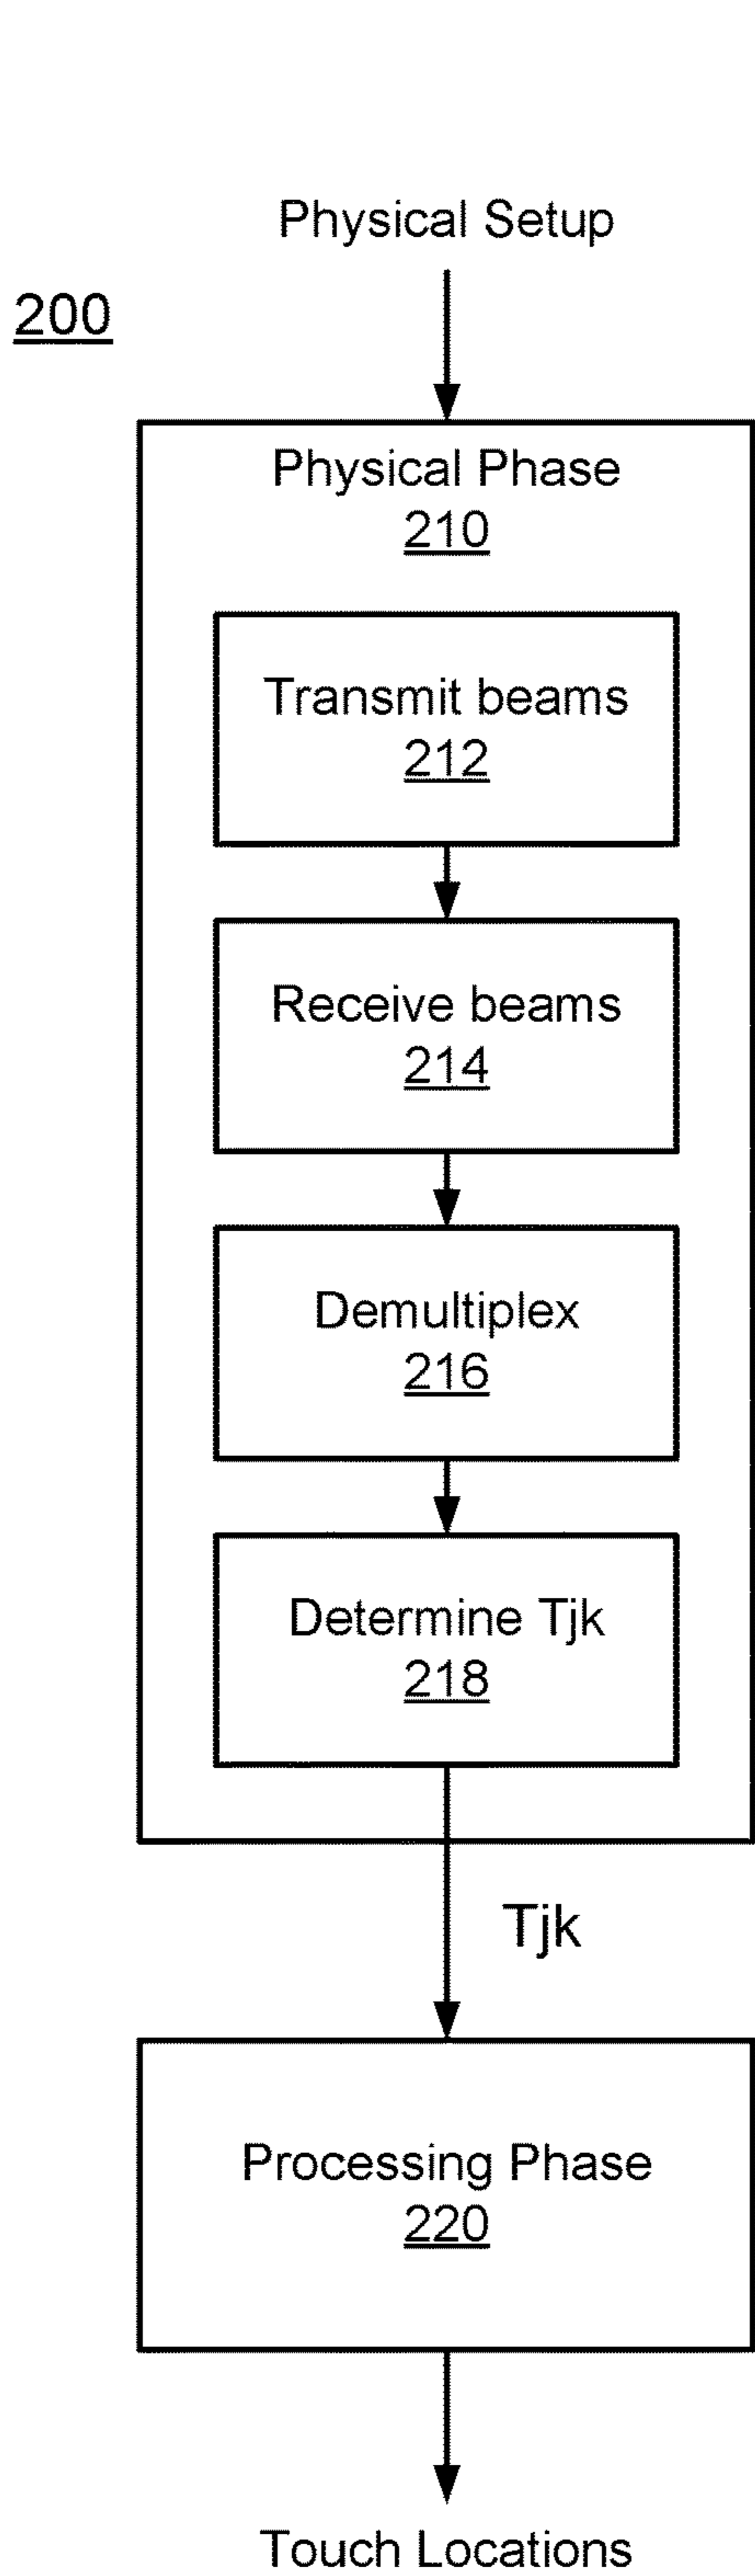 Physical Setup
200
Physical Phase
210
Transmit beams
212
Receive beams
214
Demultiplex
216
Determine Tjk
218
Tjk
Processing Phase
220
Touch Locations